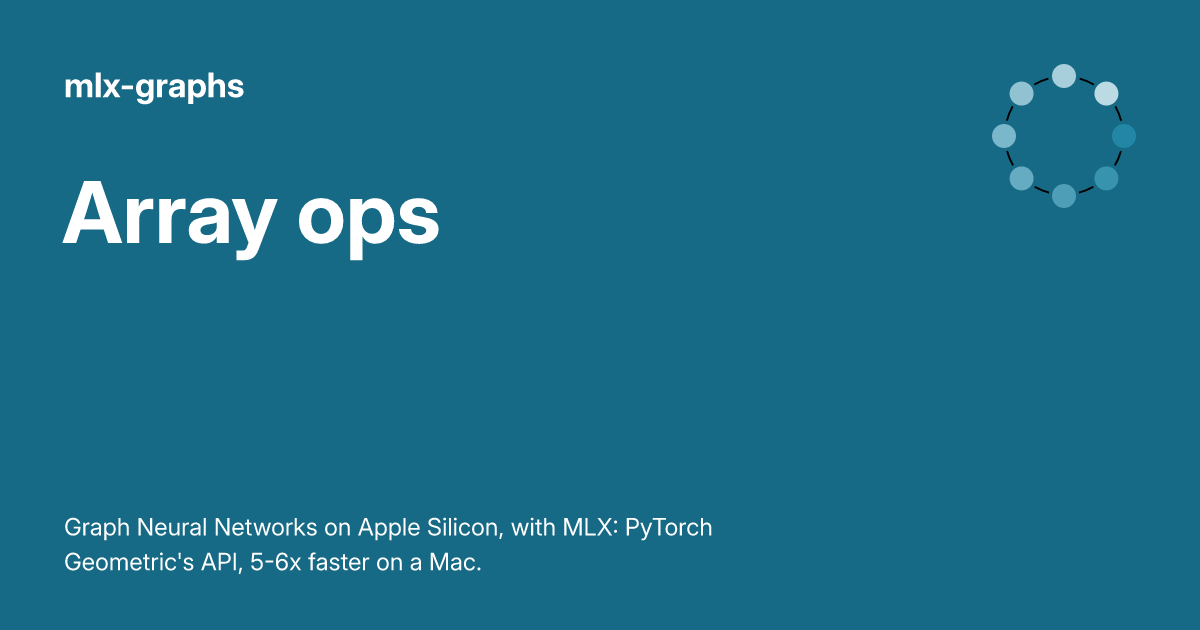 mlx-graphs
Array ops
Graph Neural Networks on Apple Silicon, with MLX: PyTorch
Geometric's API, 5-6x faster on a Mac.